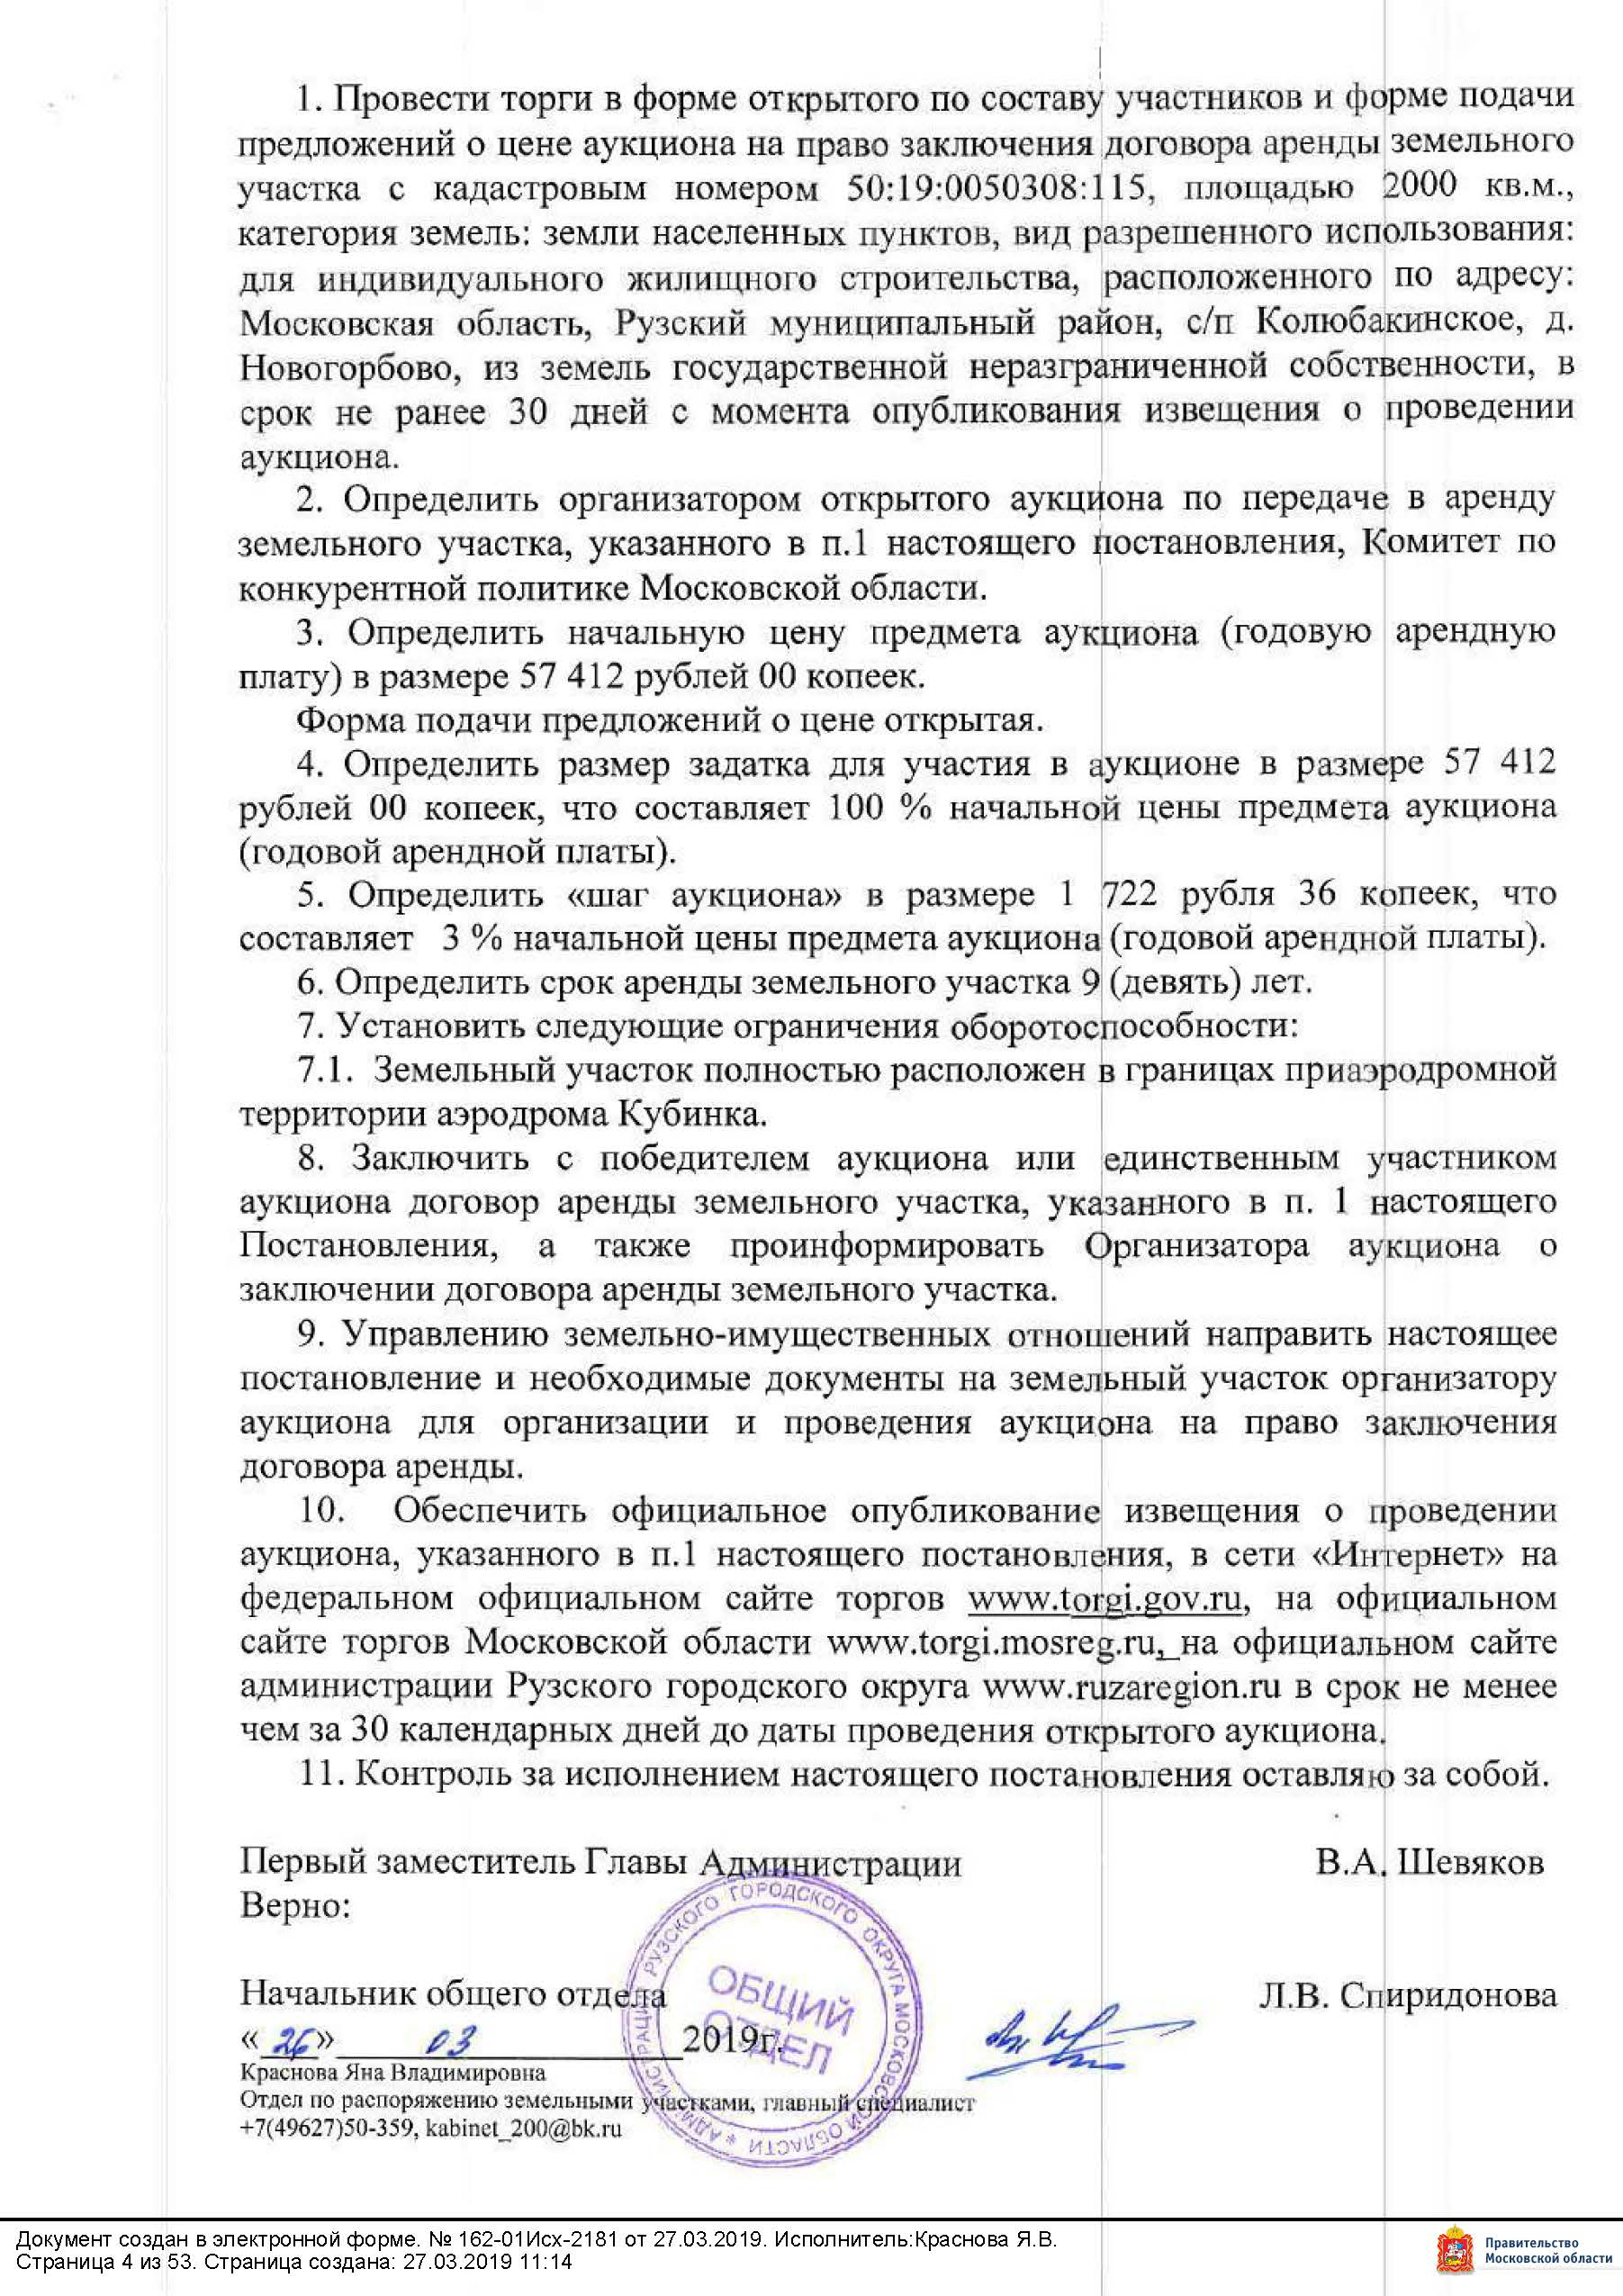 1. Провести торги в форме открытого по составу участников и форме подачи
предложений о цене аукциона на право заключения договора аренды земельного
участка с кадастровым номером 50:19:0050308:115, площадью 2000 кв.м.,
категория земель: земли населенных пунктов, вид разрешенного использования:
для индивидуального жилищного строительства, расположенного по адресу:
Московская область, Рузский муниципальный район, с/п Колюбакинское, д.
Новогорбово, из земель государственной неразграниченной собственности, в
срок не ранее 30 дней с момента опубликования извещения о проведении
аукциона.
2. Определить организатором открытого аукциона по передаче в аренду
земельного участка, указанного в п.1 настоящего постановления, Комитет по
конкурентной политике Московской области.
3. Определить начальную цену предмета аукциона (годовую арендную
плату) в размере 57 412 рублей 00 копеек.
Форма подачи предложений о цене открытая.
4. Определить размер задатка для участия в аукционе в размере 57 412
рублей 00 копеек, что составляет 100 % начальной цены предмета аукциона
(годовой арендной платы).
5. Определить «шаг аукциона» в размере 1 722 рубля 36 копеек, что
составляет 3 % начальной цены предмета аукциона (годовой арендной платы).
6. Определить срок аренды земельного участка 9 (девять) лет.
7. Установить следующие ограничения оборотоспособности:
7.1. Земельный участок полностью расположен в границах приаэродромной
территории аэродрома Кубинка.
8. Заключить с победителем аукциона или единственным участником
аукциона договор аренды земельного участка, указанного в п. 1 настоящего
Постановления, а также проинформировать Организатора аукциона о
заключении договора аренды земельного участка.
9. Управлению земельно-имущественных отношений направить настоящее
постановление и необходимые документы на земельный участок организатору
аукциона для организации и проведения аукциона на право заключения
договора аренды.
10. Обеспечить официальное опубликование извещения о проведении
аукциона, указанного в п.1 настоящего постановления, в сети «Интернет» на
федеральном официальном сайте торгов www.torgi.gov.ru, на официальном
сайте торгов Московской области www.torgi.mosreg.ru, на официальном сайте
администрации Рузского городского округа www.ruzaregion.ru в срок не менее
чем за 30 календарных дней до даты проведения открытого аукциона.
11. Контроль за исполнением настоящего постановления оставляю за собой.
Первый заместитель Главы Администрации В.А. Шевяков
Верно:
Начальник общего отдела Л.В. Спиридонова
«26» 03 2019г.
Краснова Яна Владимировна
Отдел по распоряжению земельными участками, главный специалист
+7(49627)50-359, kabinet_200@bk.ru
* АДМИНИСТРАЦИЯ РУЗСКОГО ГОРОДСКОГО ОКРУГА МОСКОВСКОЙ ОБЛАСТИ
ОБЩИЙ
ОТДЕЛ
Документ создан в электронной форме. № 162-01Исх-2181 от 27.03.2019. Исполнитель:Краснова Я.В.
Страница 4 из 53. Страница создана: 27.03.2019 11:14
Правительство
Московской области